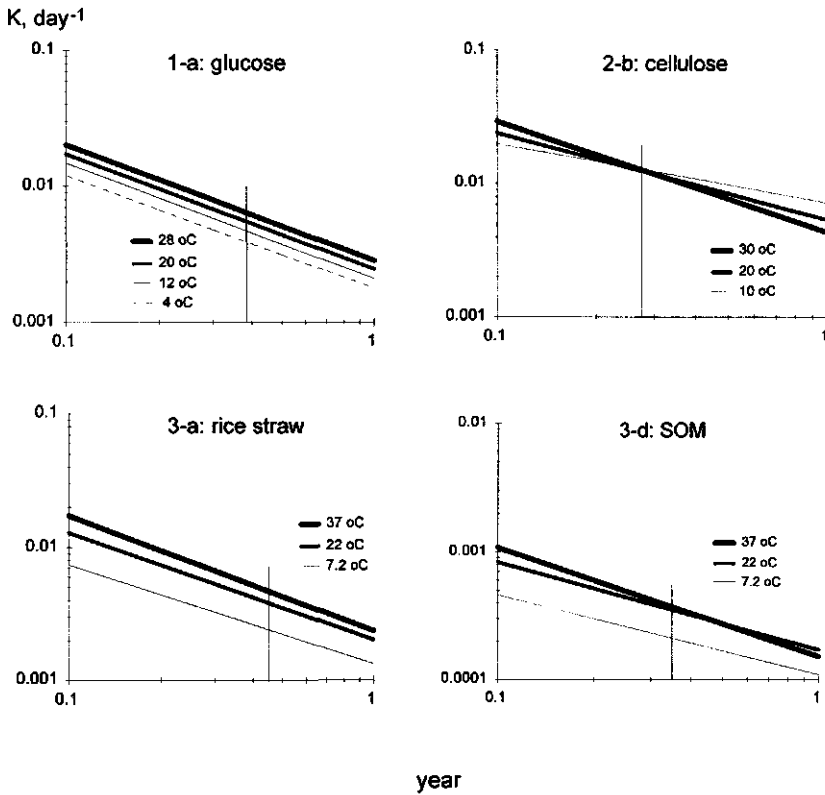 K, day-1
1-a: glucose
0.1
0.01
0.001
28 oC
20 oC
12 oC
4 oC
0.1
1
2-b: cellulose
0.1
0.01
0.001
30 oC
20 oC
10 oC
0.1
1
3-a: rice straw
0.1
0.01
0.001
37 oC
22 oC
7.2 oC
0.1
1
3-d: SOM
0.01
0.001
0.0001
37 oC
22 oC
7.2 oC
0.1
1
year